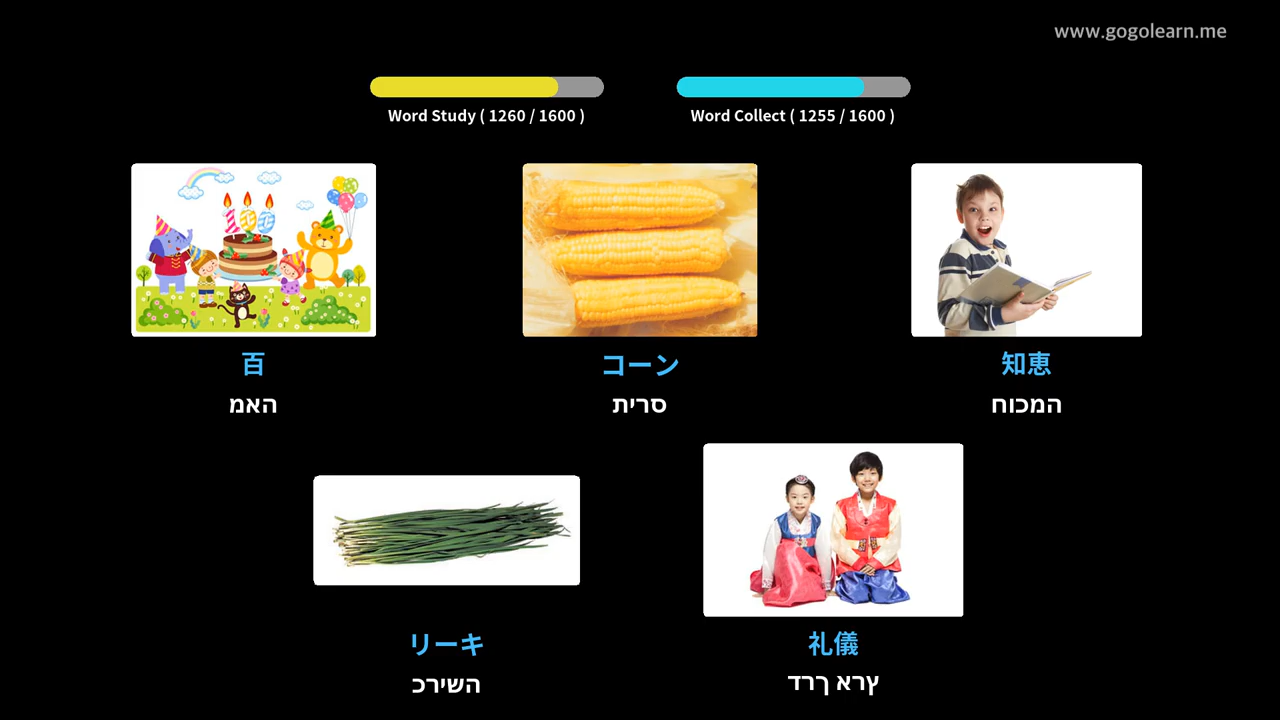 www.gogolearn.me
Word Study ( 1260 / 1600 )
Word Collect ( 1255 / 1600 )
100
百
האמ
コーン
סרית
知恵
המכוח
リーキ
השירכ
礼儀
ץרא ךרד